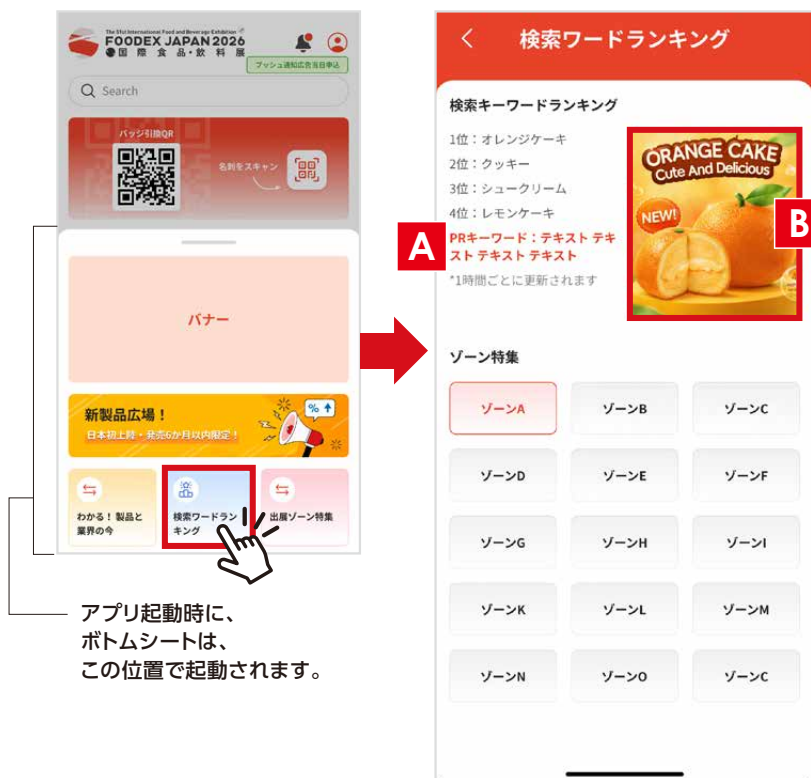 The 51st International Food and Beverage Exhibition
FOODEX JAPAN 2026
国際食品・飲料展
プッシュ通知広告当日申込
Search
バッジ引換QR
名刺をスキャン
バナー
新製品広場！
日本初上陸・発売6か月以内限定！
わかる！製品と
業界の今
検索ワードラン
キング
出展ゾーン特集
アプリ起動時に、
ボトムシートは、
この位置で起動されます。
検索ワードランキング
検索キーワードランキング
1位：オレンジケーキ
2位：クッキー
3位：シュークリーム
4位：レモンケーキ
A
PRキーワード：テキスト テキ
スト テキスト テキスト
*1時間ごとに更新されます
ORANGE CAKE
Cute And Delicious
NEW!
B
ゾーン特集
ゾーンA
ゾーンB
ゾーンC
ゾーンD
ゾーンE
ゾーンF
ゾーンG
ゾーンH
ゾーンI
ゾーンK
ゾーンL
ゾーンM
ゾーンN
ゾーンO
ゾーンC